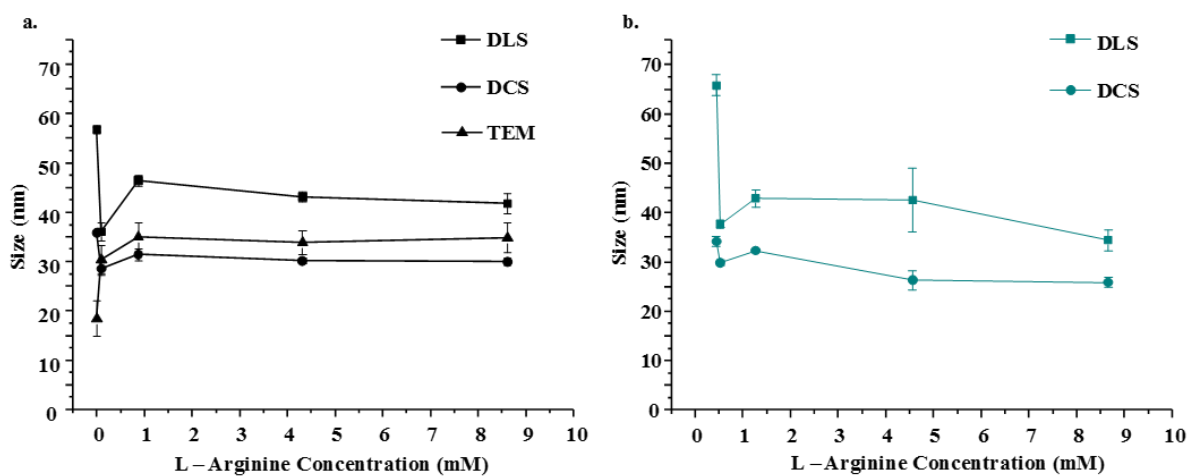 a.
DLS
DCS
TEM
70
60
50
40
30
20
10
0
Size (nm)
0 1 2 3 4 5 6 7 8 9 10
L – Arginine Concentration (mM)
b.
DLS
DCS
70
60
50
40
30
20
10
0
Size (nm)
0 1 2 3 4 5 6 7 8 9 10
L – Arginine Concentration (mM)